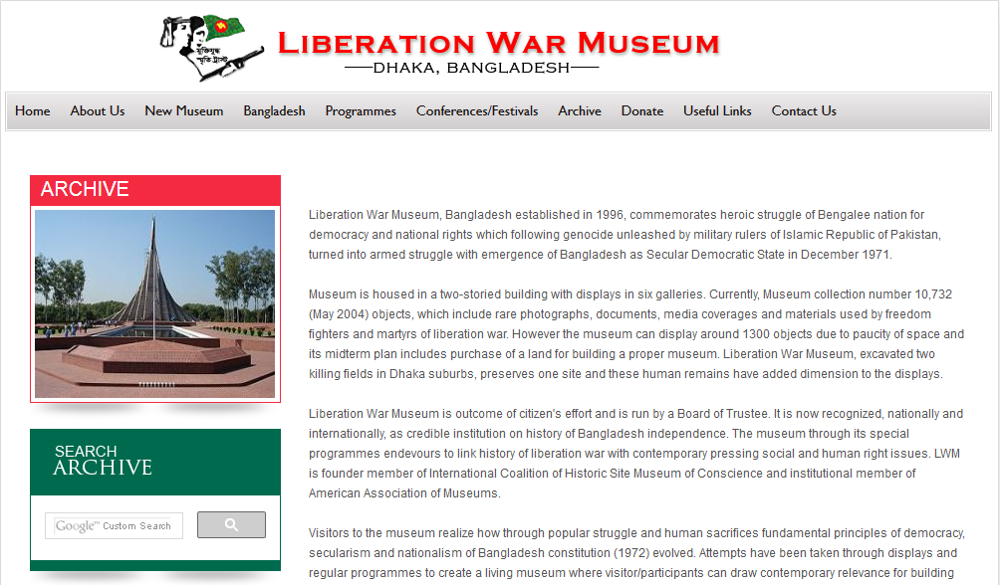 মুক্তিযুদ্ধ
স্মৃতি ট্রাস্ট
LIBERATION WAR MUSEUM
DHAKA, BANGLADESH
Home About Us New Museum Bangladesh Programmes Conferences/Festivals Archive Donate Useful Links Contact Us
ARCHIVE
Liberation War Museum, Bangladesh established in 1996, commemorates heroic struggle of Bengalee nation for
democracy and national rights which following genocide unleashed by military rulers of Islamic Republic of Pakistan,
turned into armed struggle with emergence of Bangladesh as Secular Democratic State in December 1971.
Museum is housed in a two-storied building with displays in six galleries. Currently, Museum collection number 10,732
(May 2004) objects, which include rare photographs, documents, media coverages and materials used by freedom
fighters and martyrs of liberation war. However the museum can display around 1300 objects due to paucity of space and
its midterm plan includes purchase of a land for building a proper museum. Liberation War Museum, excavated two
killing fields in Dhaka suburbs, preserves one site and these human remains have added dimension to the displays.
Liberation War Museum is outcome of citizen's effort and is run by a Board of Trustee. It is now recognized, nationally and
internationally, as credible institution on history of Bangladesh independence. The museum through its special
programmes endevours to link history of liberation war with contemporary pressing social and human right issues. LWM
is founder member of International Coalition of Historic Site Museum of Conscience and institutional member of
American Association of Museums.
Visitors to the museum realize how through popular struggle and human sacrifices fundamental principles of democracy,
secularism and nationalism of Bangladesh constitution (1972) evolved. Attempts have been taken through displays and
regular programmes to create a living museum where visitor/participants can draw contemporary relevance for building
SEARCH
ARCHIVE
Google™ Custom Search